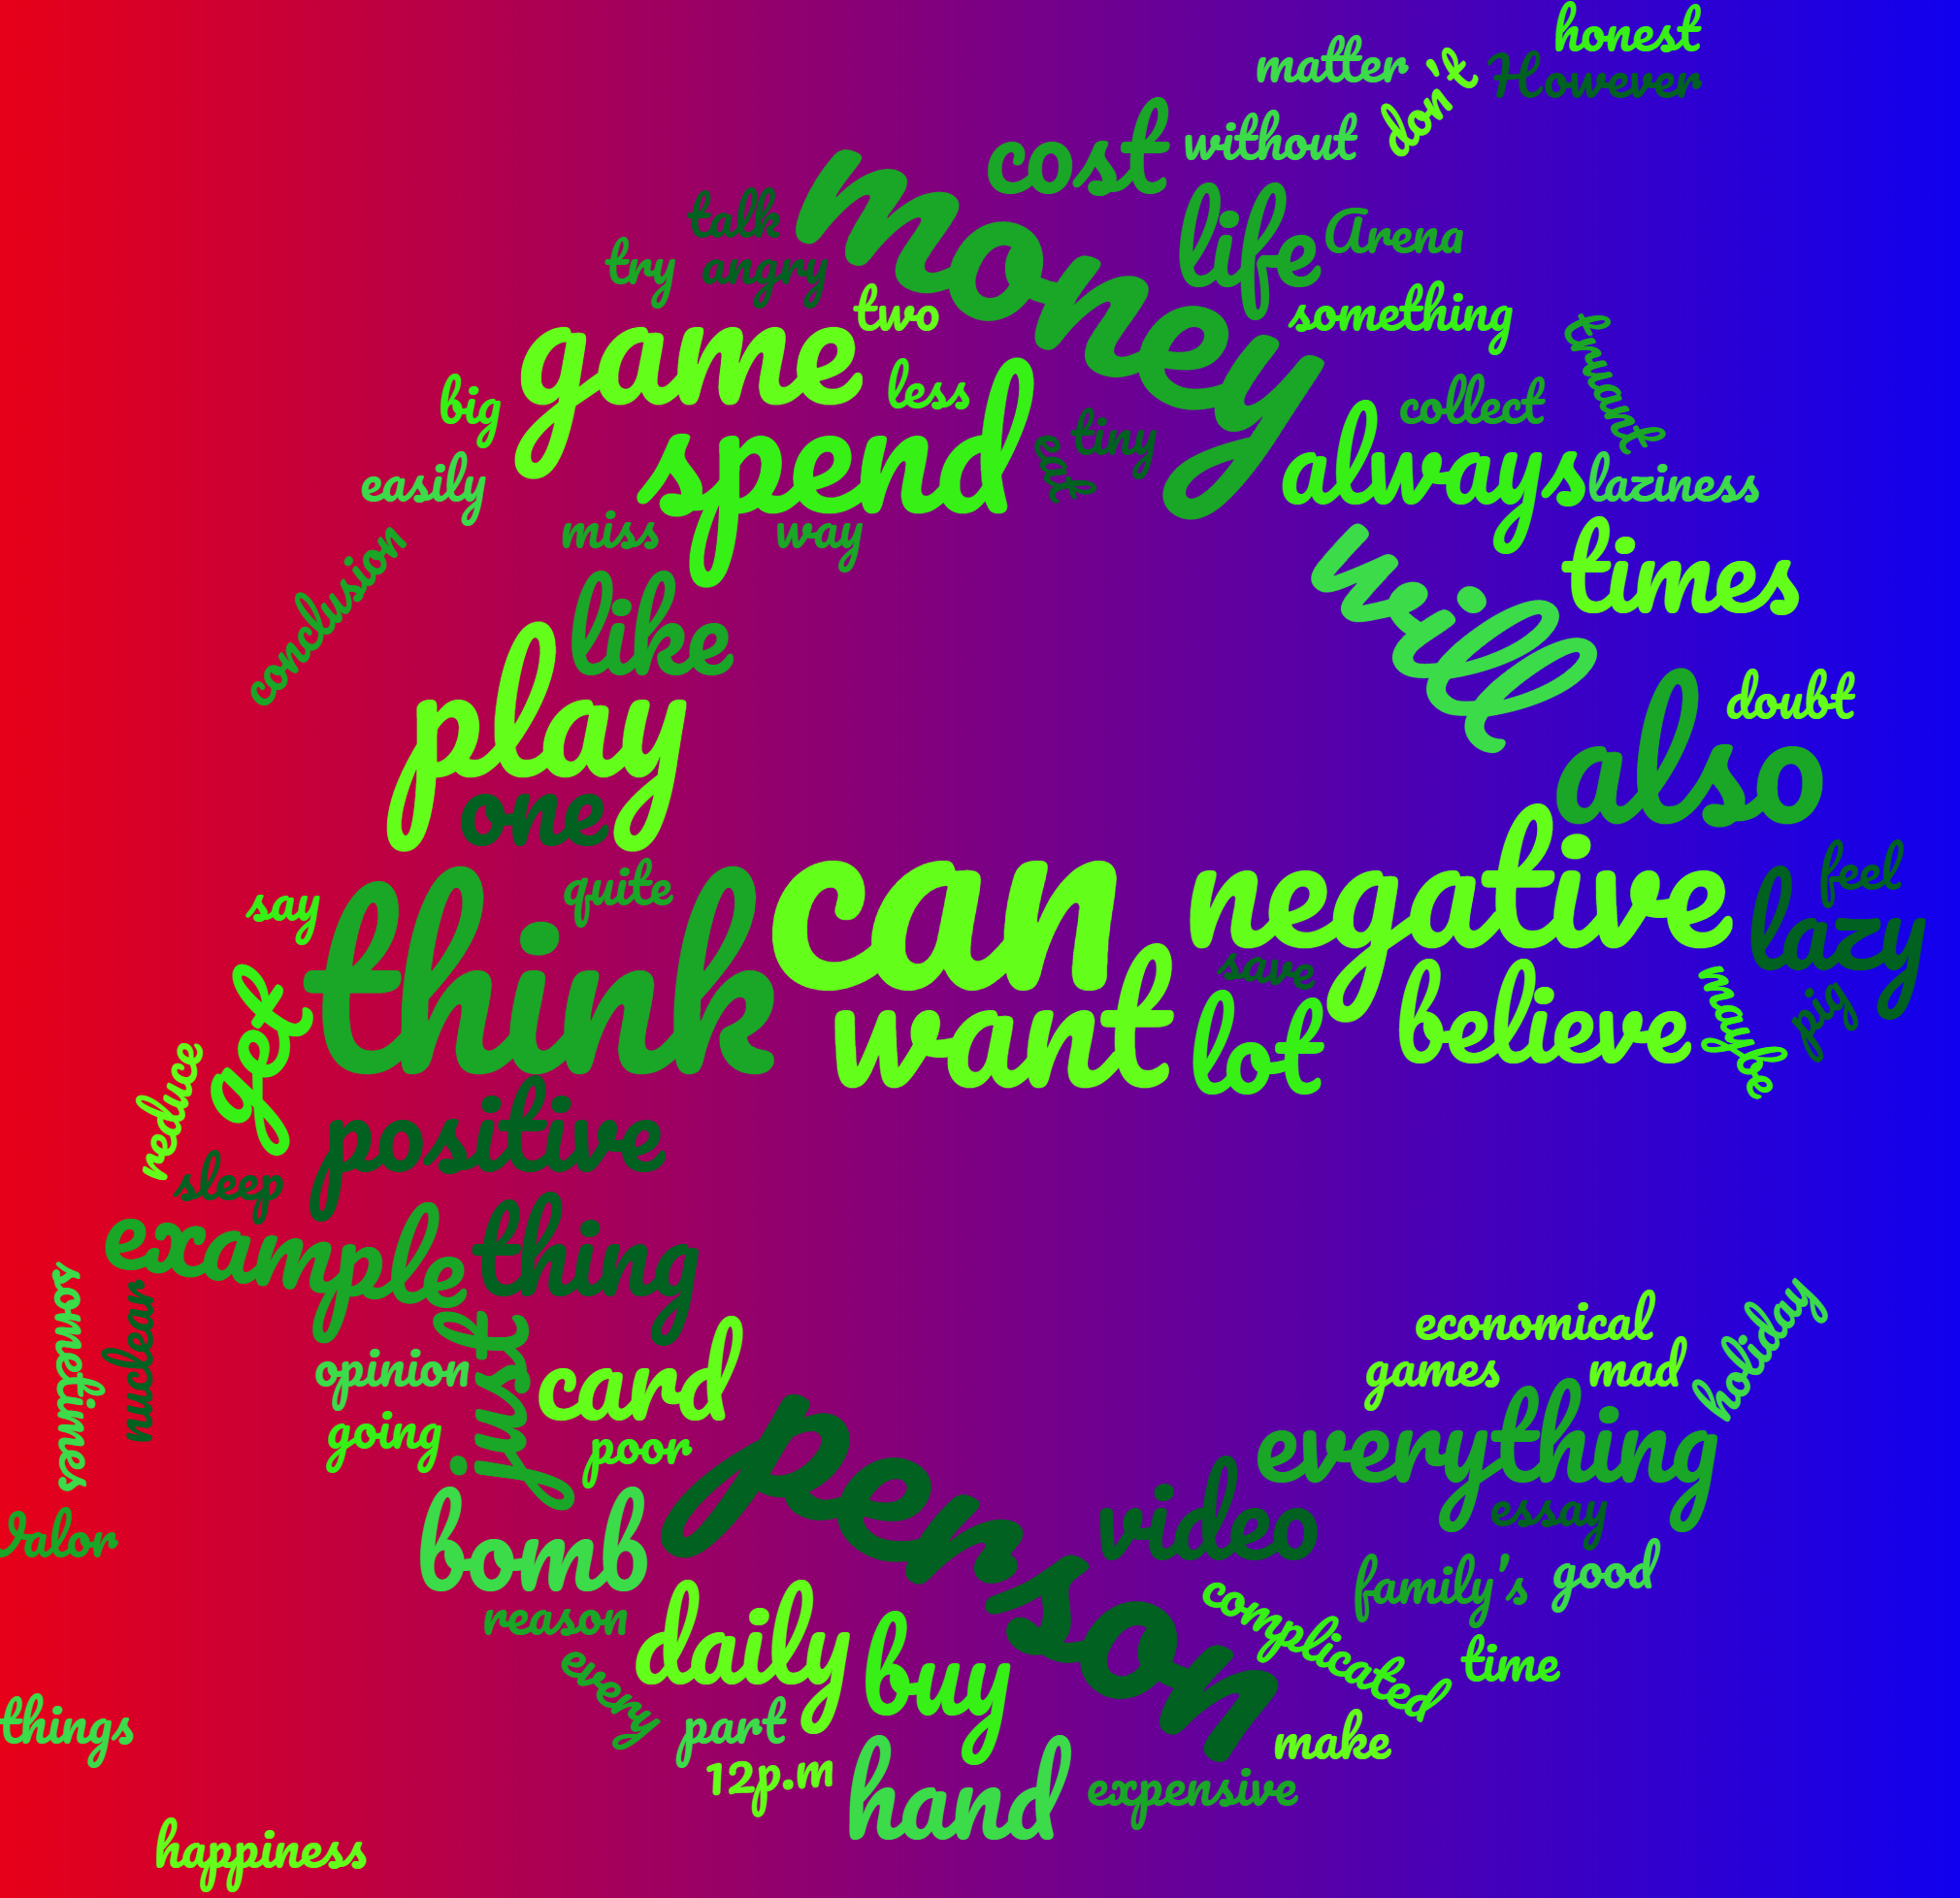 honest
matter
don't
However
cost
without
money
life
Arena
talk
try
angry
two
something
game
less
big
spend
eat
tiny
collect
truant
always
laziness
easily
miss
way
conclusion
will
times
like
play
one
doubt
also
quite
say
think
can
negative
feel
lazy
save
want
lot
believe
maybe
pig
get
reduce
positive
sleep
example
thing
sometimes
nuclear
just
opinion
going
card
poor
economical
games
mad
holiday
person
everything
essay
video
Valor
bomb
reason
family's
good
complicated
time
daily
buy
every
part
things
12p.m
hand
make
expensive
happiness